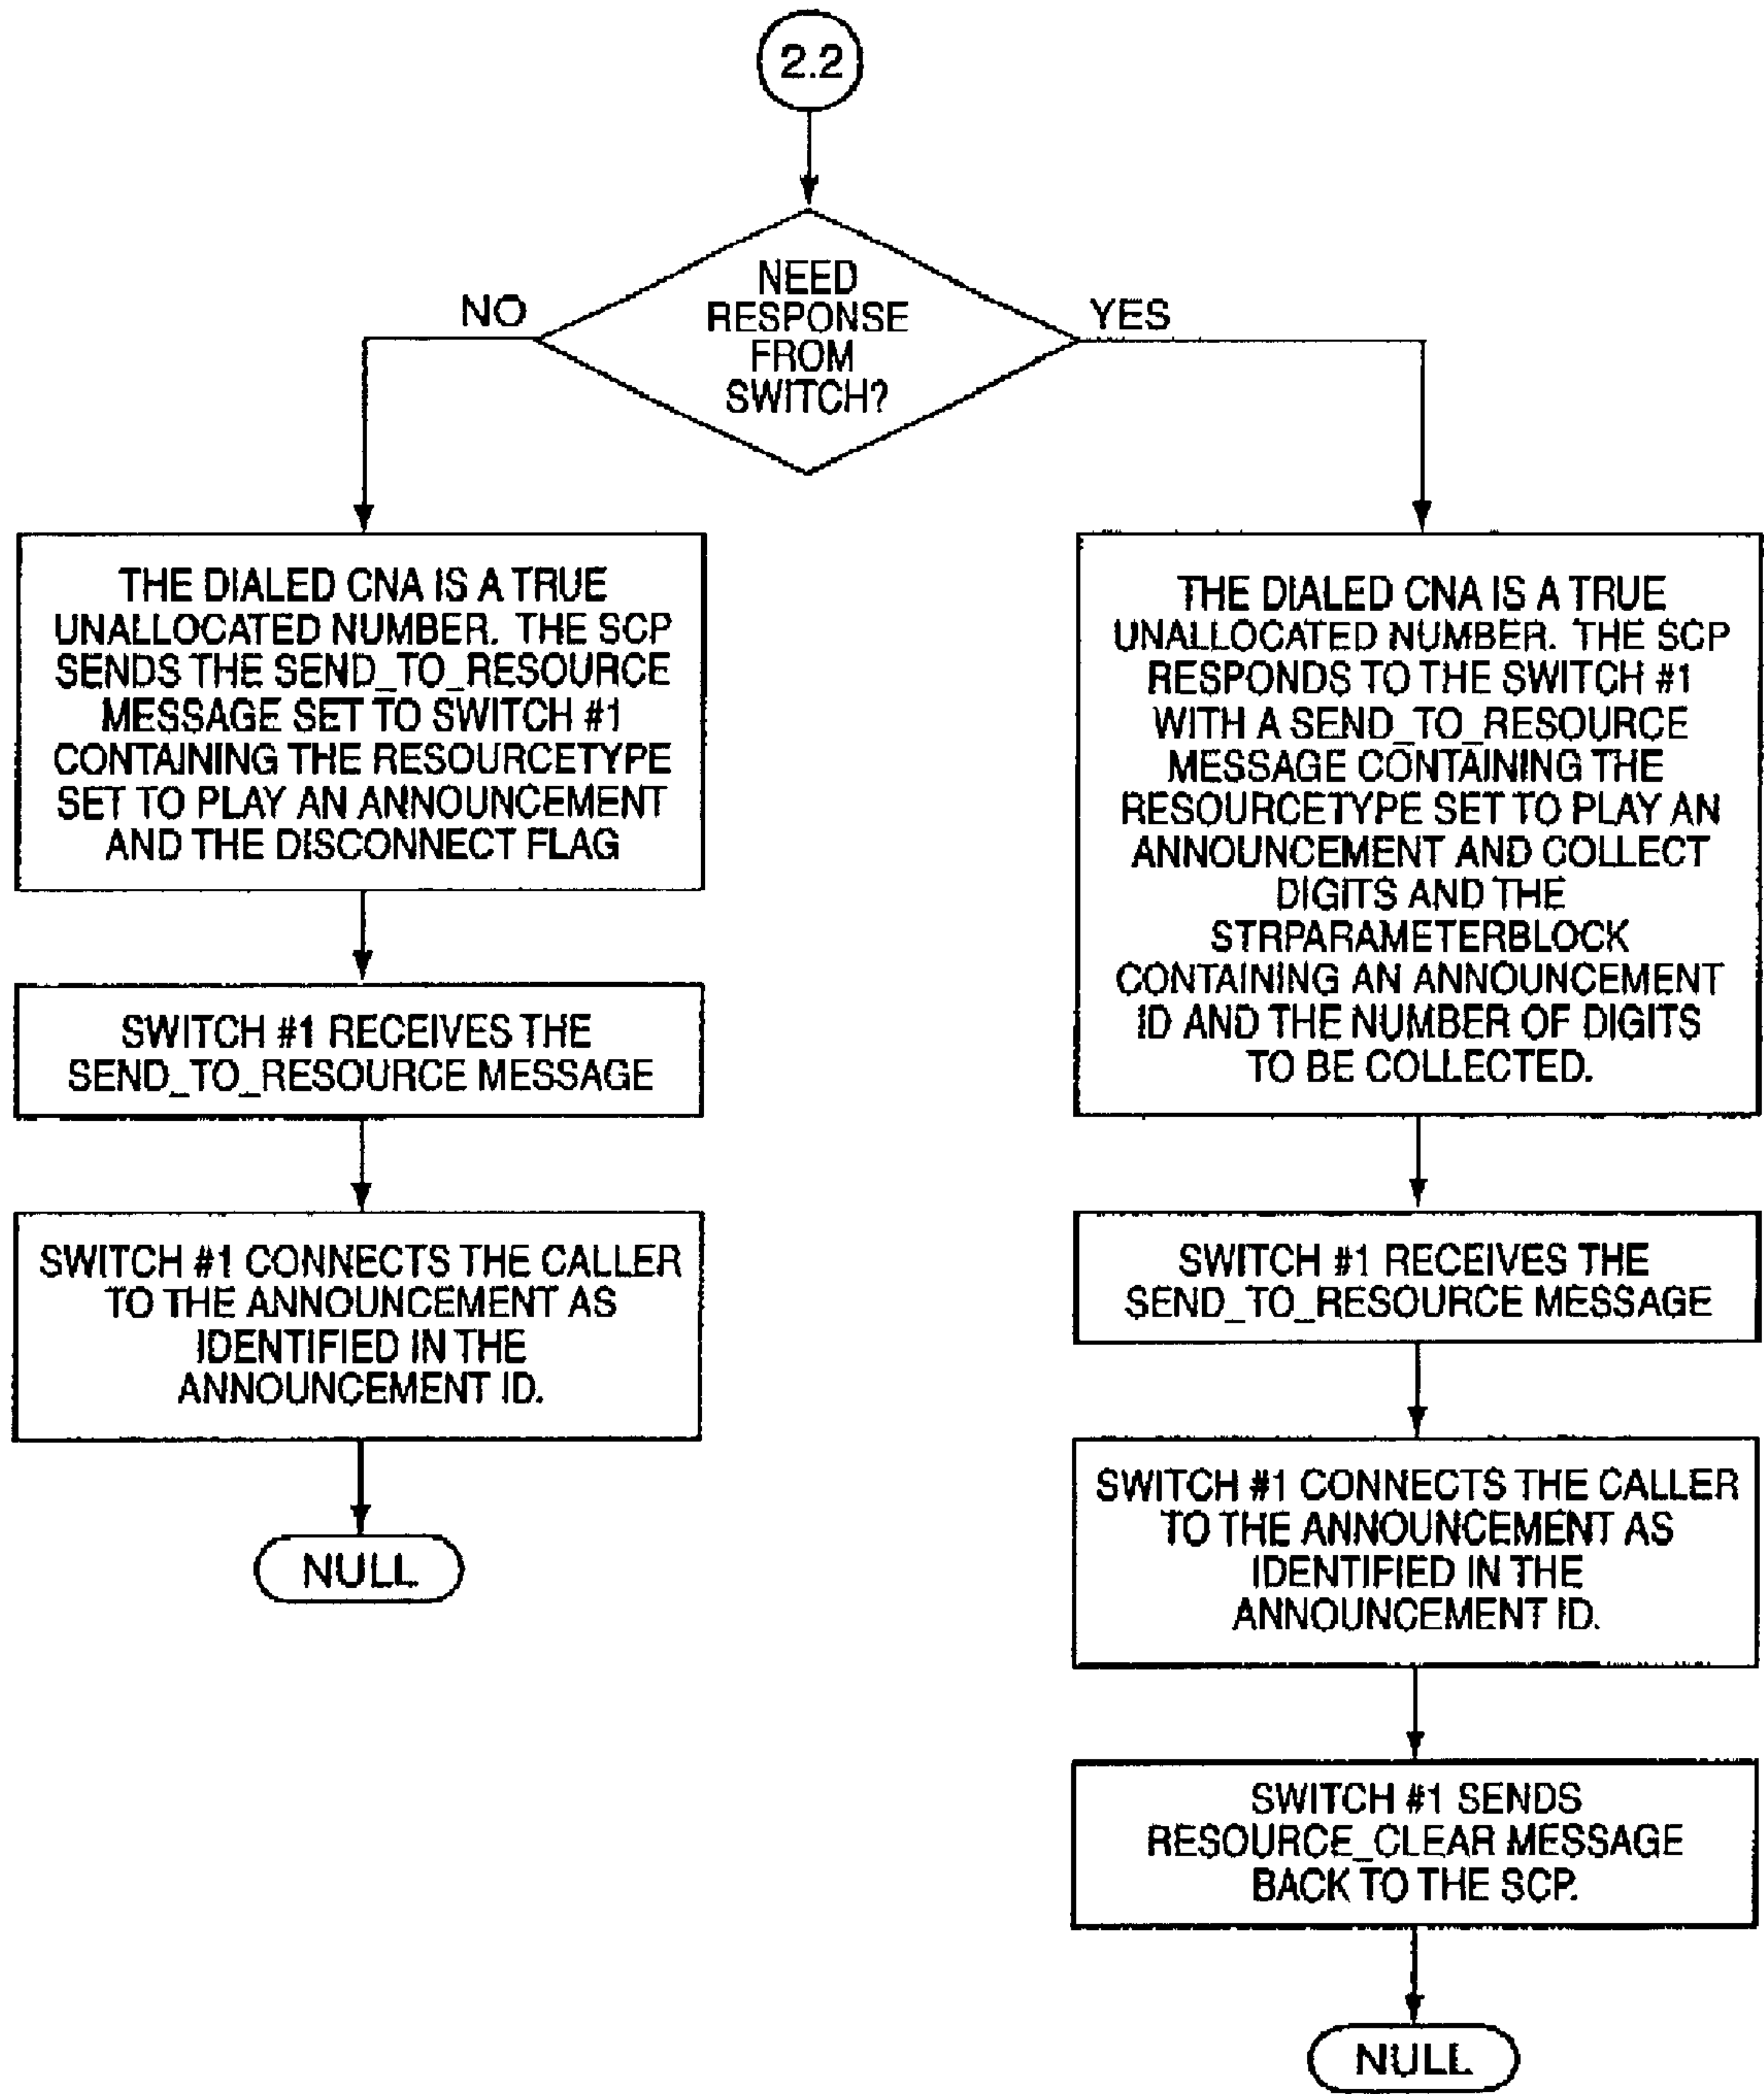 2.2
NEED
RESPONSE
FROM
SWITCH?
NO
YES
THE DIALED CNA IS A TRUE
UNALLOCATED NUMBER. THE SCP
SENDS THE SEND_TO_RESOURCE
MESSAGE SET TO SWITCH #1
CONTAINING THE RESOURCETYPE
SET TO PLAY AN ANNOUNCEMENT
AND THE DISCONNECT FLAG
SWITCH #1 RECEIVES THE
SEND_TO_RESOURCE MESSAGE
SWITCH #1 CONNECTS THE CALLER
TO THE ANNOUNCEMENT AS
IDENTIFIED IN THE
ANNOUNCEMENT ID.
NULL
THE DIALED CNA IS A TRUE
UNALLOCATED NUMBER. THE SCP
RESPONDS TO THE SWITCH #1
WITH A SEND_TO_RESOURCE
MESSAGE CONTAINING THE
RESOURCETYPE SET TO PLAY AN
ANNOUNCEMENT AND COLLECT
DIGITS AND THE
STRPARAMETERBLOCK
CONTAINING AN ANNOUNCEMENT
ID AND THE NUMBER OF DIGITS
TO BE COLLECTED.
SWITCH #1 RECEIVES THE
SEND_TO_RESOURCE MESSAGE
SWITCH #1 CONNECTS THE CALLER
TO THE ANNOUNCEMENT AS
IDENTIFIED IN THE
ANNOUNCEMENT ID.
SWITCH #1 SENDS
RESOURCE_CLEAR MESSAGE
BACK TO THE SCP.
NULL